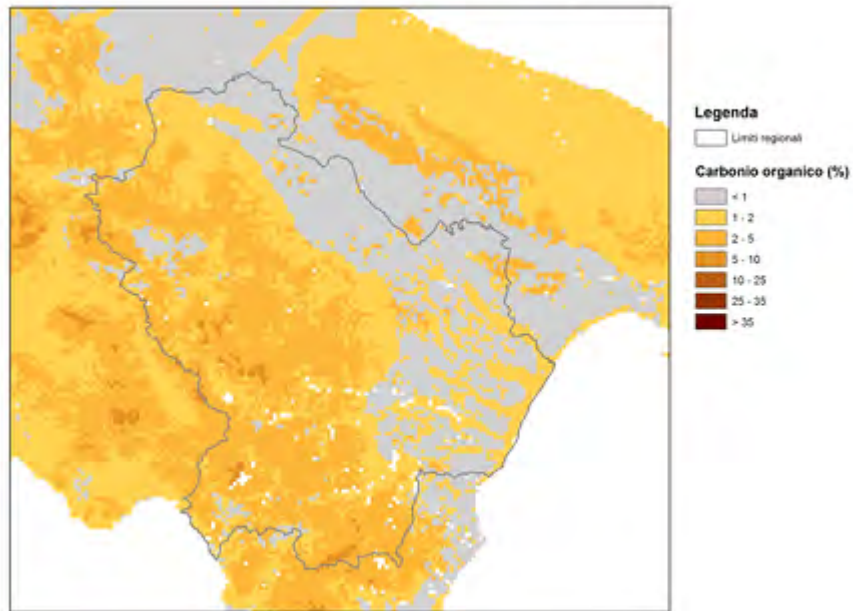 Legenda
Limiti regionali
Carbonio organico (%)
< 1
1 - 2
2 - 5
5 - 10
10 - 25
25 - 35
> 35